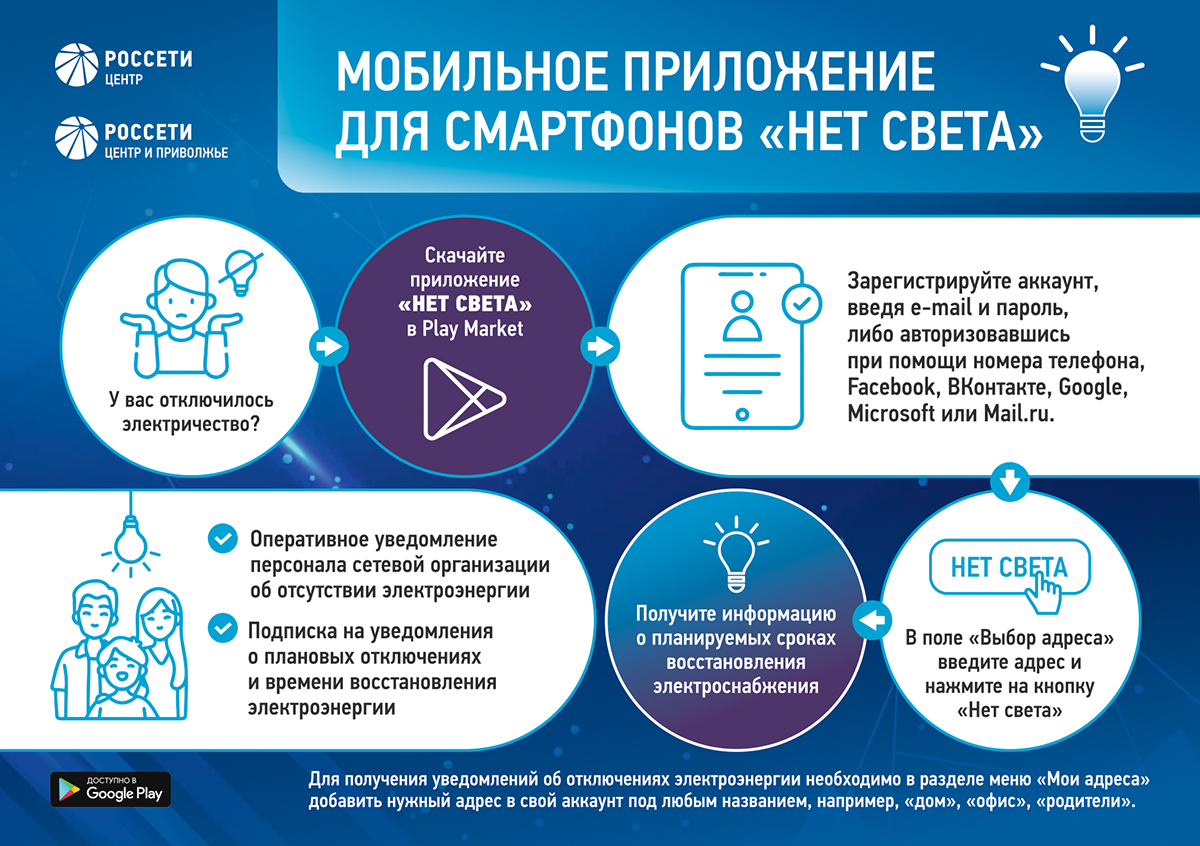 РОССЕТИ
ЦЕНТР
РОССЕТИ
ЦЕНТР И ПРИВОЛЖЬЕ
МОБИЛЬНОЕ ПРИЛОЖЕНИЕ
ДЛЯ СМАРТФОНОВ «НЕТ СВЕТА»
У вас отключилось
электричество?
Скачайте
приложение
«НЕТ СВЕТА»
в Play Market
Зарегистрируйте аккаунт,
введя e-mail и пароль,
либо авторизовавшись
при помощи номера телефона,
Facebook, ВКонтакте, Google,
Microsoft или Mail.ru.
НЕТ СВЕТА
В поле «Выбор адреса»
введите адрес и
нажмите на кнопку
«Нет света»
Получите информацию
о планируемых сроках
восстановления
электроснабжения
Оперативное уведомление
персонала сетевой организации
об отсутствии электроэнергии
Подписка на уведомления
о плановых отключениях
и времени восстановления
электроэнергии
ДОСТУПНО В
Google Play
Для получения уведомлений об отключениях электроэнергии необходимо в разделе меню «Мои адреса»
добавить нужный адрес в свой аккаунт под любым названием, например, «дом», «офис», «родители».